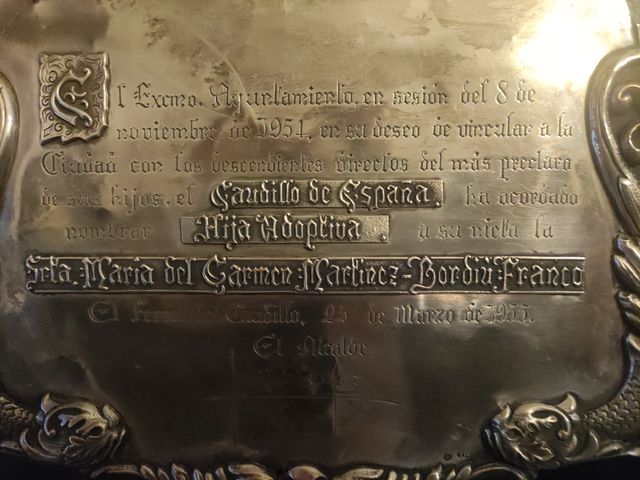 El Excmo. Ayuntamiento, en sesión del 8 de
noviembre de 1954, en su deseo de vincular a la
Ciudad con los descendientes directos del más preclaro
de sus hijos, el Caudillo de España, ha acordado
nombrar Hija Adoptiva a su nieta la
Srta. María del Carmen Martínez-Bordiú Franco
El Ferrol del Caudillo, de Marzo de 1955.
El Alcalde